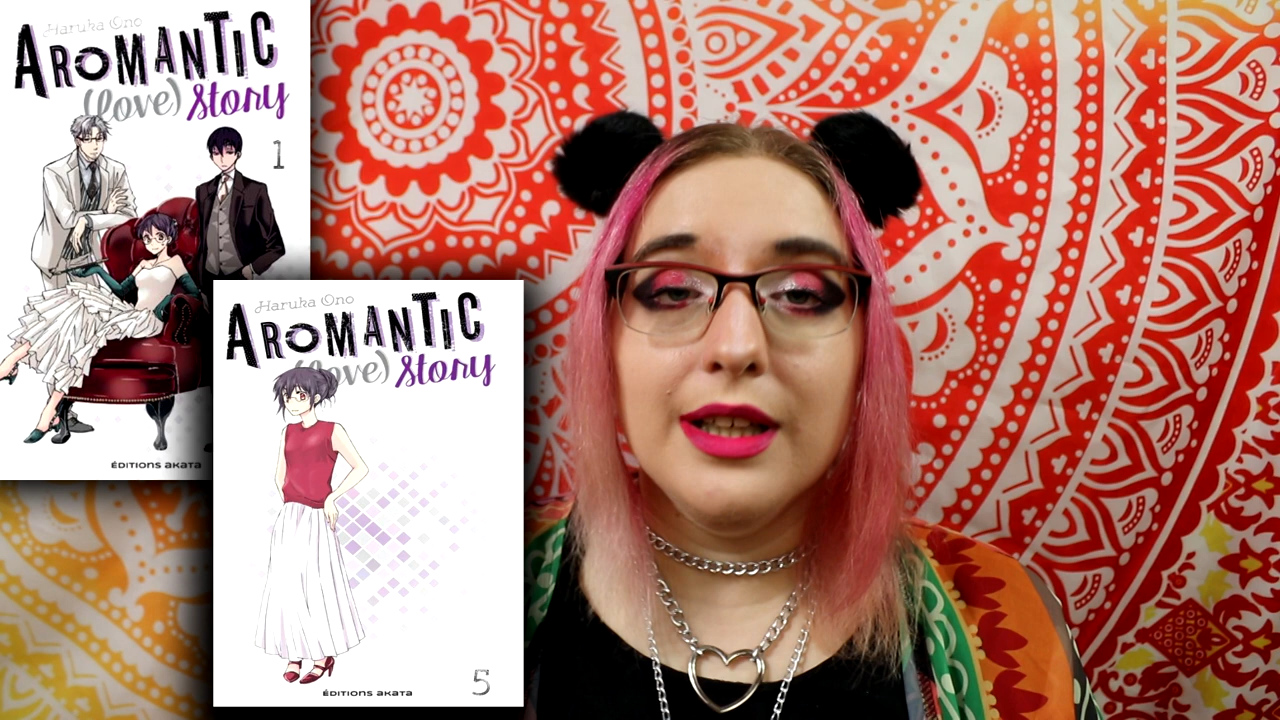 Haruka Ono
AROMANTIC
(love) Story
1
ÉDITIONS akata
Haruka Ono
AROMANTIC
(love) Story
ÉDITIONS akata
5